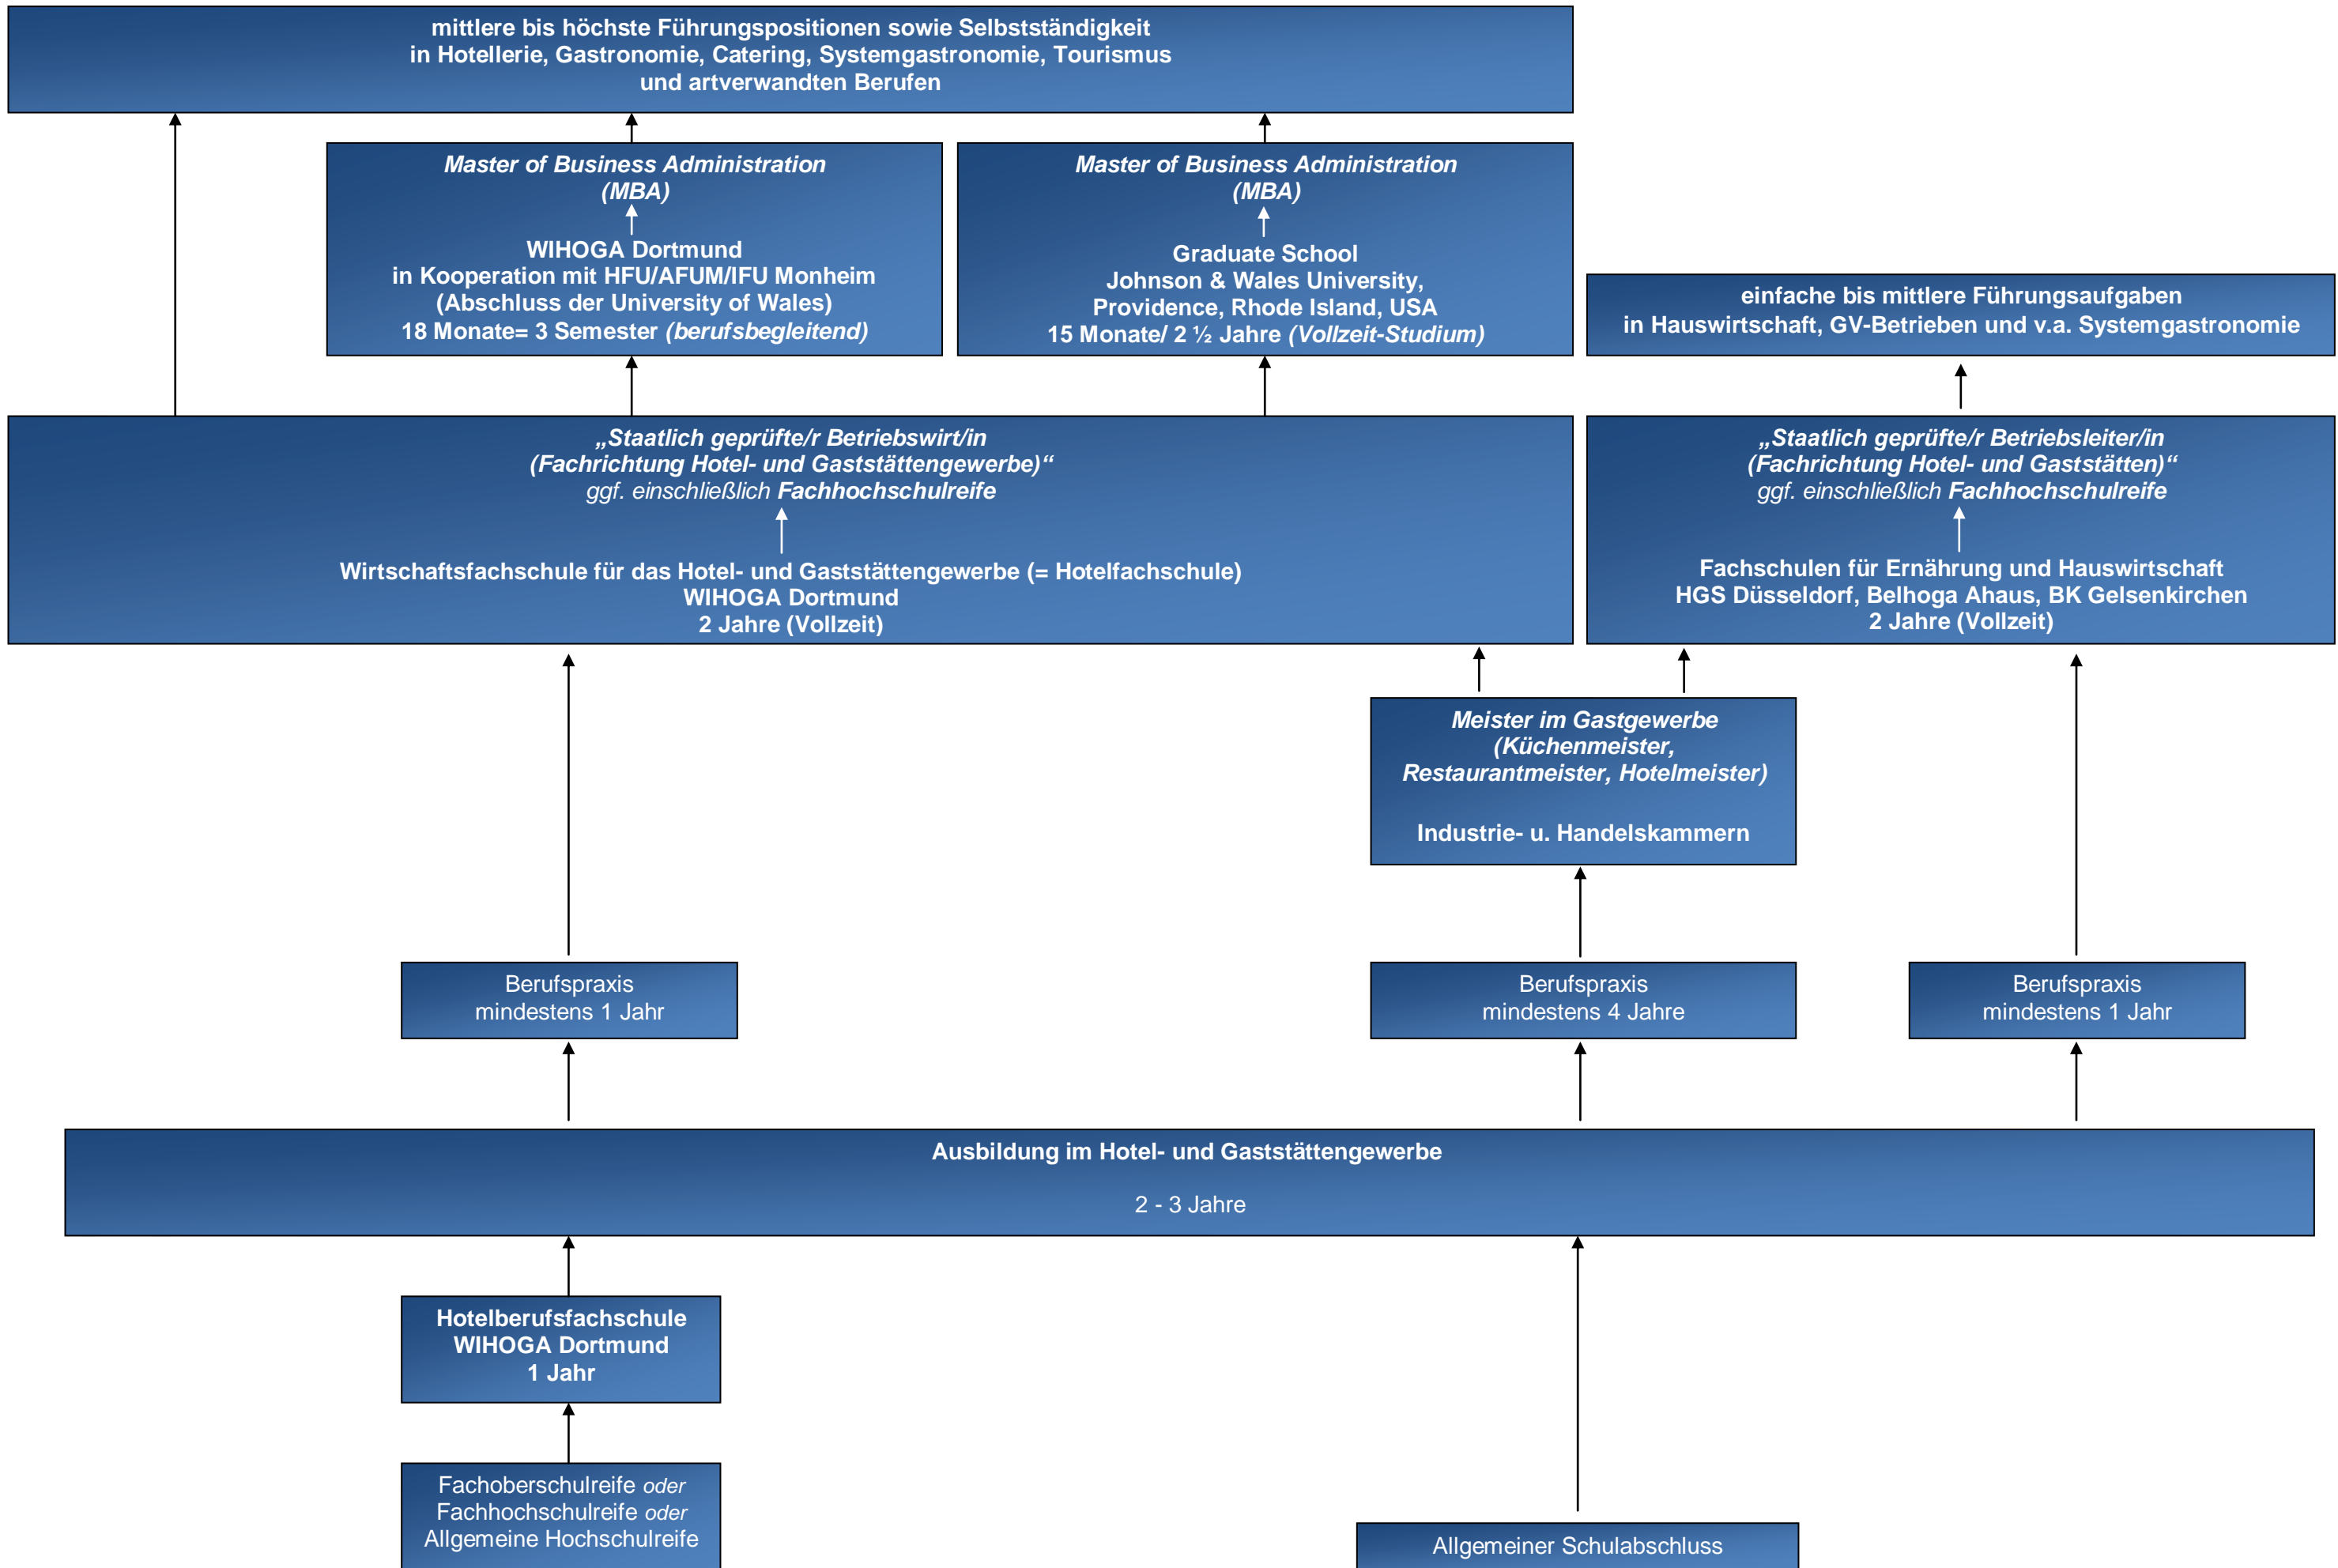 mittlere bis höchste Führungspositionen sowie Selbstständigkeit
in Hotellerie, Gastronomie, Catering, Systemgastronomie, Tourismus
und artverwandten Berufen
Master of Business Administration
(MBA)
WIHOGA Dortmund
in Kooperation mit HFU/AFUM/IFU Monheim
(Abschluss der University of Wales)
18 Monate= 3 Semester (berufsbegleitend)
Master of Business Administration
(MBA)
Graduate School
Johnson & Wales University,
Providence, Rhode Island, USA
15 Monate/ 2 ½ Jahre (Vollzeit-Studium)
einfache bis mittlere Führungsaufgaben
in Hauswirtschaft, GV-Betrieben und v.a. Systemgastronomie
„Staatlich geprüfte/r Betriebswirt/in
(Fachrichtung Hotel- und Gaststättengewerbe)“
ggf. einschließlich Fachhochschulreife
Wirtschaftsfachschule für das Hotel- und Gaststättengewerbe (= Hotelfachschule)
WIHOGA Dortmund
2 Jahre (Vollzeit)
„Staatlich geprüfte/r Betriebsleiter/in
(Fachrichtung Hotel- und Gaststätten)“
ggf. einschließlich Fachhochschulreife
Fachschulen für Ernährung und Hauswirtschaft
HGS Düsseldorf, Belhoga Ahaus, BK Gelsenkirchen
2 Jahre (Vollzeit)
Meister im Gastgewerbe
(Küchenmeister,
Restaurantmeister, Hotelmeister)
Industrie- u. Handelskammern
Berufspraxis
mindestens 1 Jahr
Berufspraxis
mindestens 4 Jahre
Berufspraxis
mindestens 1 Jahr
Ausbildung im Hotel- und Gaststättengewerbe
2 - 3 Jahre
Hotelberufsfachschule
WIHOGA Dortmund
1 Jahr
Fachoberschulreife oder
Fachhochschulreife oder
Allgemeine Hochschulreife
Allgemeiner Schulabschluss